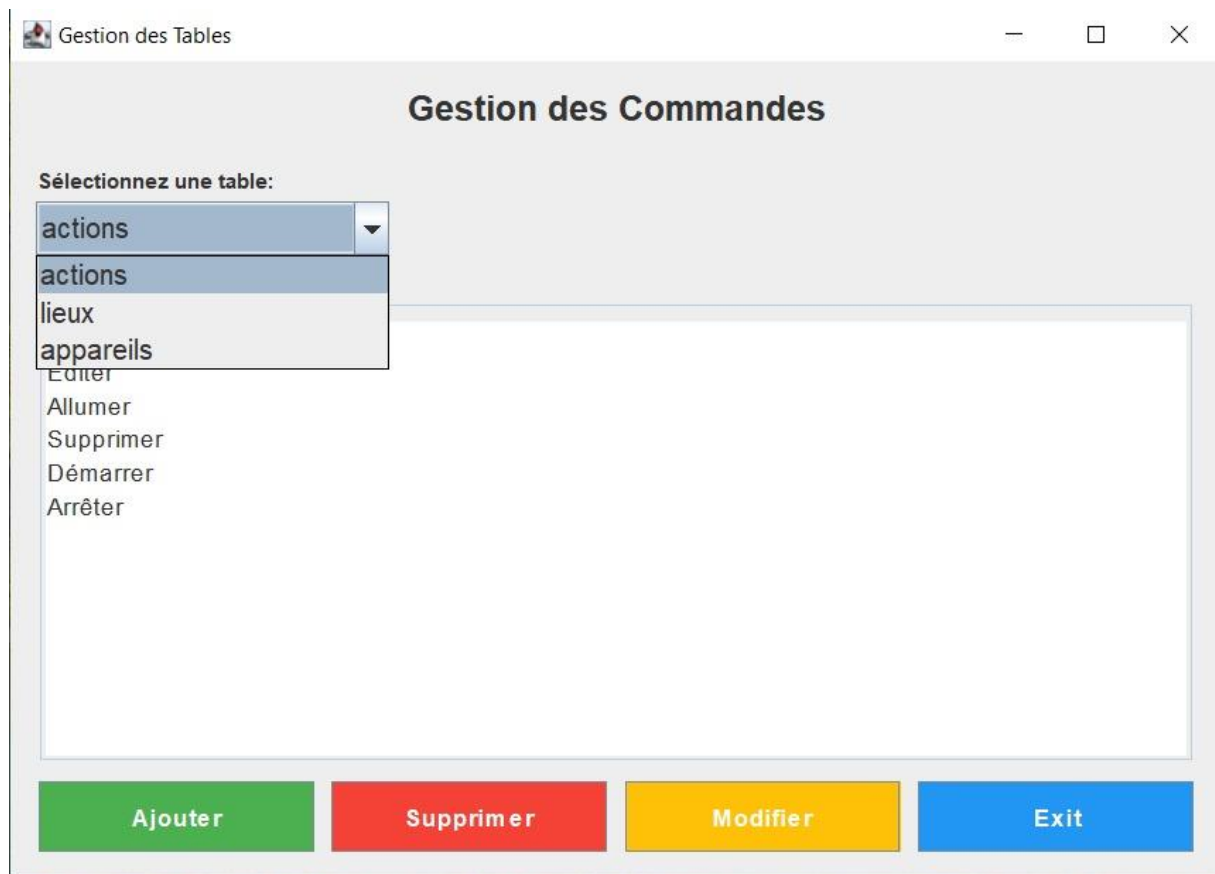 Gestion des Tables
Gestion des Commandes
Sélectionnez une table:
actions
actions
lieux
appareils
Editer
Allumer
Supprimer
Démarrer
Arrêter
Ajouter Supprimer Modifier Exit